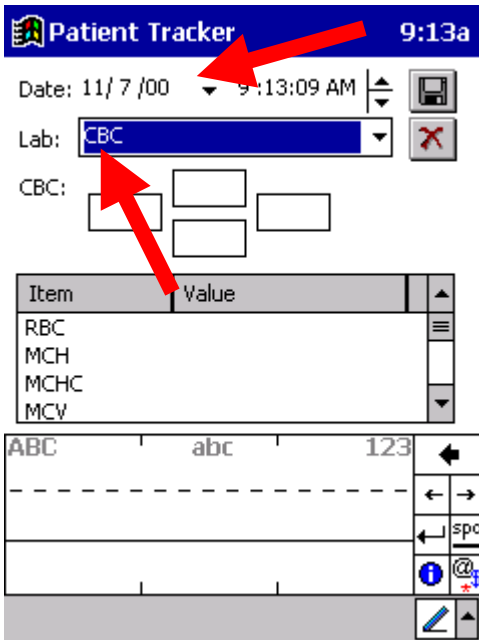 Patient Tracker 9:13a
Date: 11/ 7 /00 9 :13:09 AM
Lab: CBC
CBC:
Item Value
RBC
MCH
MCHC
MCV
ABC abc 123
spc
@